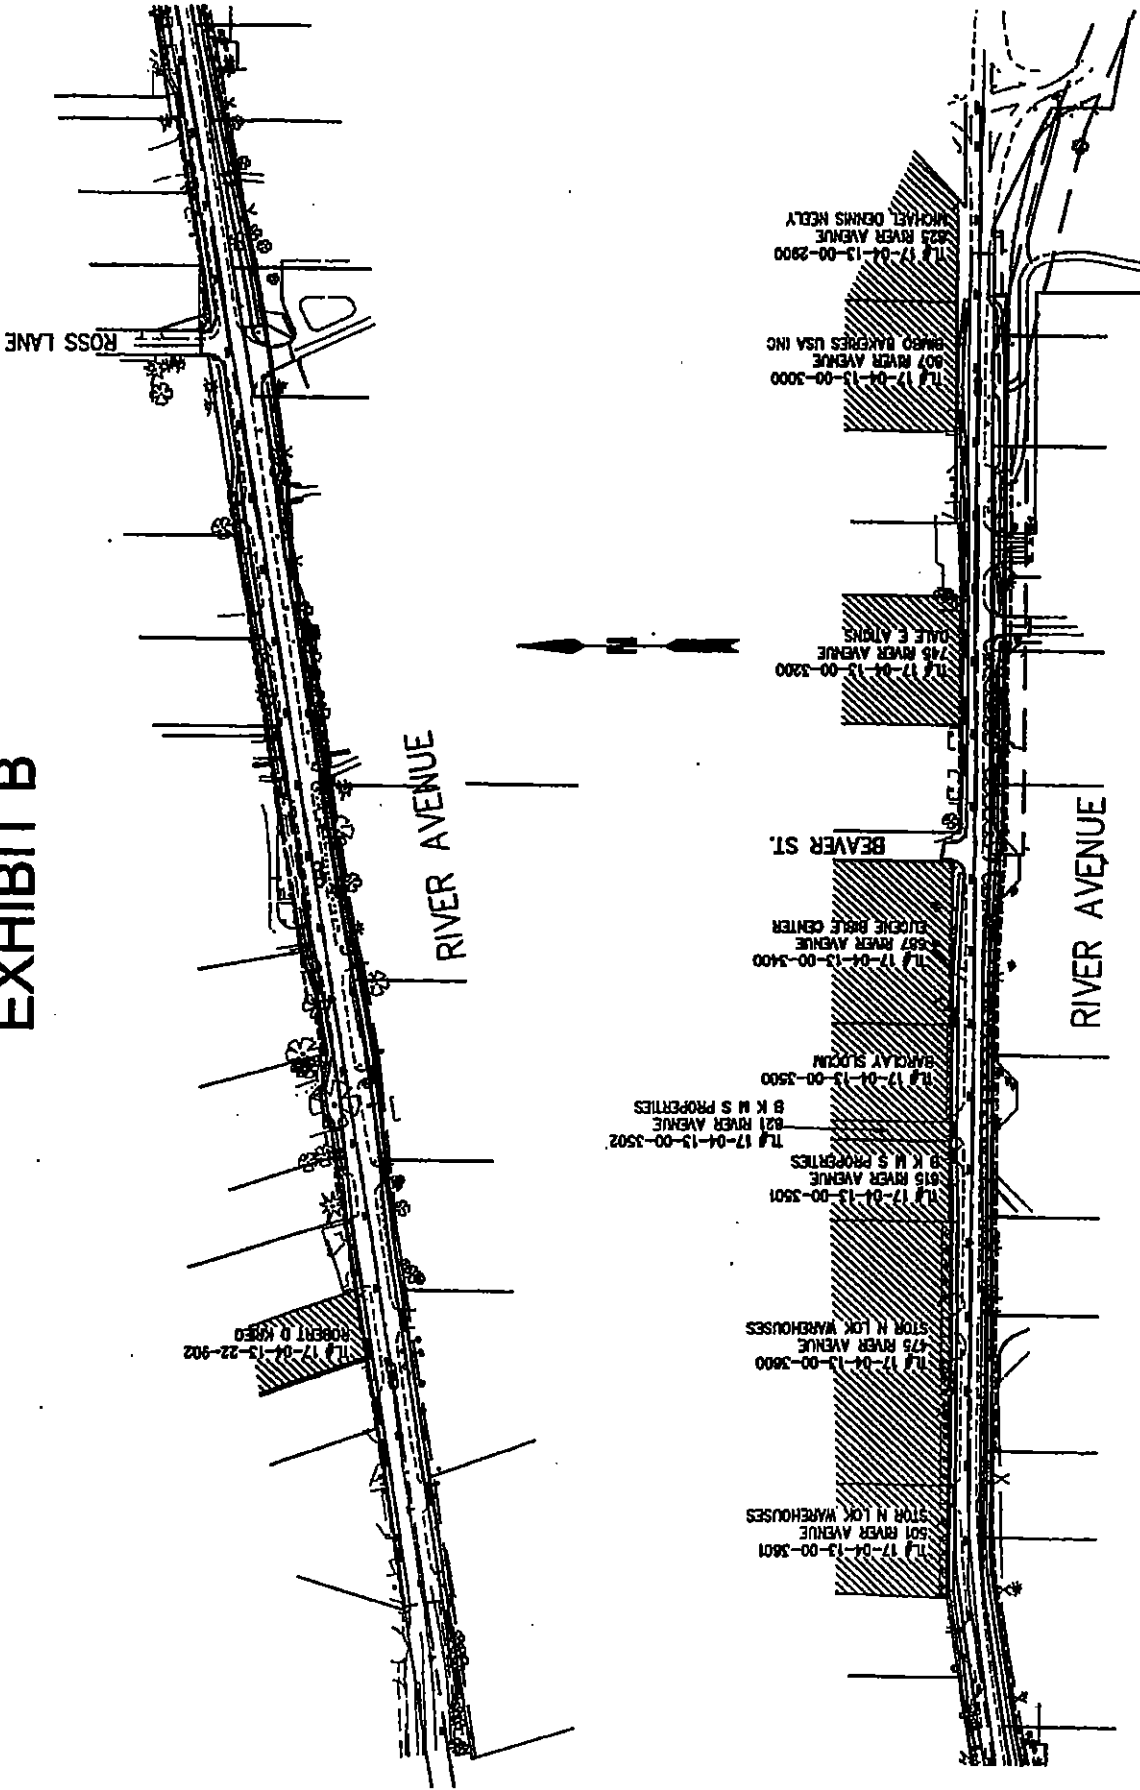 EXHIBIT B
ROSS LANE
RIVER AVENUE
TL# 17-04-13-22-902
ROBERT D KRIEG
N
TL# 17-04-13-00-2900
825 RIVER AVENUE
MICHAEL DENNIS NEELY
TL# 17-04-13-00-3000
807 RIVER AVENUE
BIMBO BAKERIES USA INC
TL# 17-04-13-00-3200
745 RIVER AVENUE
DALE E ATKINS
BEAVER ST.
TL# 17-04-13-00-3400
687 RIVER AVENUE
EUGENE BIBLE CENTER
TL# 17-04-13-00-3500
BARCLAY SLOCUM
TL# 17-04-13-00-3502
621 RIVER AVENUE
B K M S PROPERTIES
TL# 17-04-13-00-3501
615 RIVER AVENUE
B K M S PROPERTIES
TL# 17-04-13-00-3600
475 RIVER AVENUE
STOR N LOK WAREHOUSES
TL# 17-04-13-00-3601
501 RIVER AVENUE
STOR N LOK WAREHOUSES
RIVER AVENUE